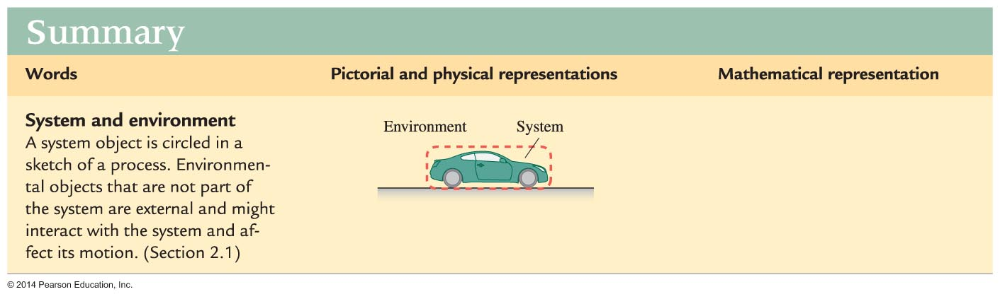 Summary
Words
Pictorial and physical representations
Mathematical representation
System and environment
A system object is circled in a
sketch of a process. Environmen-
tal objects that are not part of
the system are external and might
interact with the system and af-
fect its motion. (Section 2.1)
Environment
System
© 2014 Pearson Education, Inc.